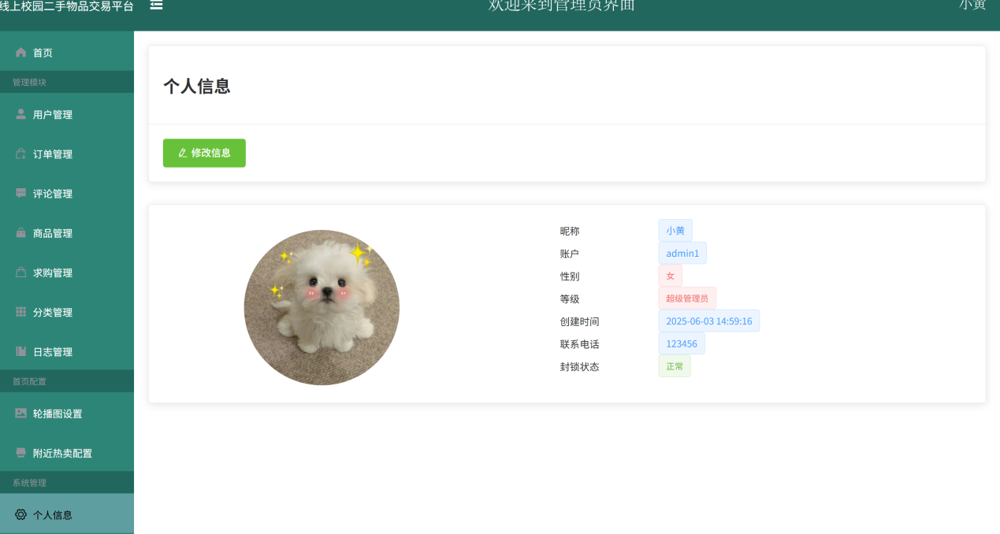 线上校园二手物品交易平台
欢迎来到管理员界面
小黄
首页
管理模块
用户管理
订单管理
评论管理
商品管理
求购管理
分类管理
日志管理
首页配置
轮播图设置
附近热卖配置
系统管理
个人信息
个人信息
修改信息
昵称 小黄
账户 admin1
性别 女
等级 超级管理员
创建时间 2025-06-03 14:59:16
联系电话 123456
封锁状态 正常